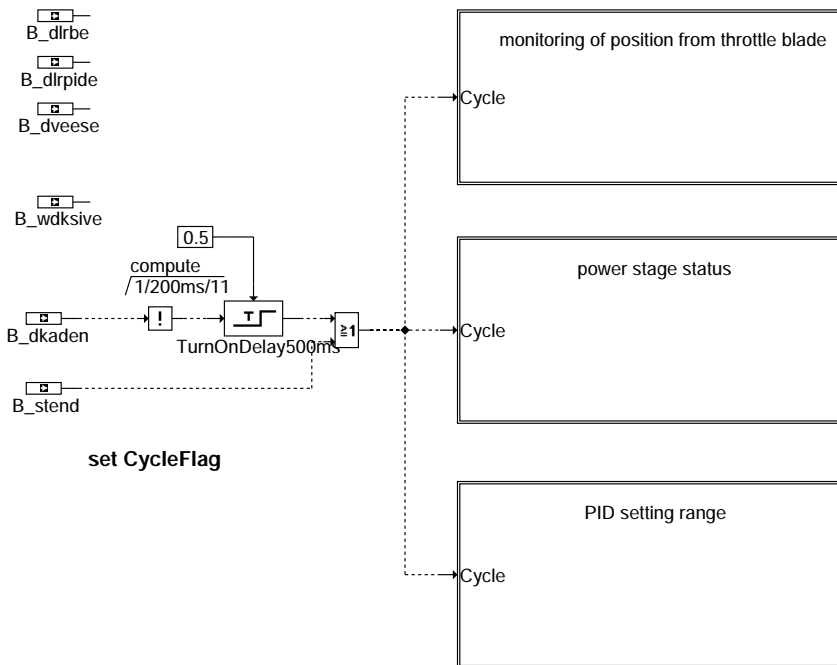 B_dlrbe
B_dlrpide
B_dveese
B_wdksive
0.5
compute
/1/200ms/11
B_dkaden
!
T
TurnOnDelay500ms
≥1
B_stend
set CycleFlag
monitoring of position from throttle blade
Cycle
power stage status
Cycle
PID setting range
Cycle